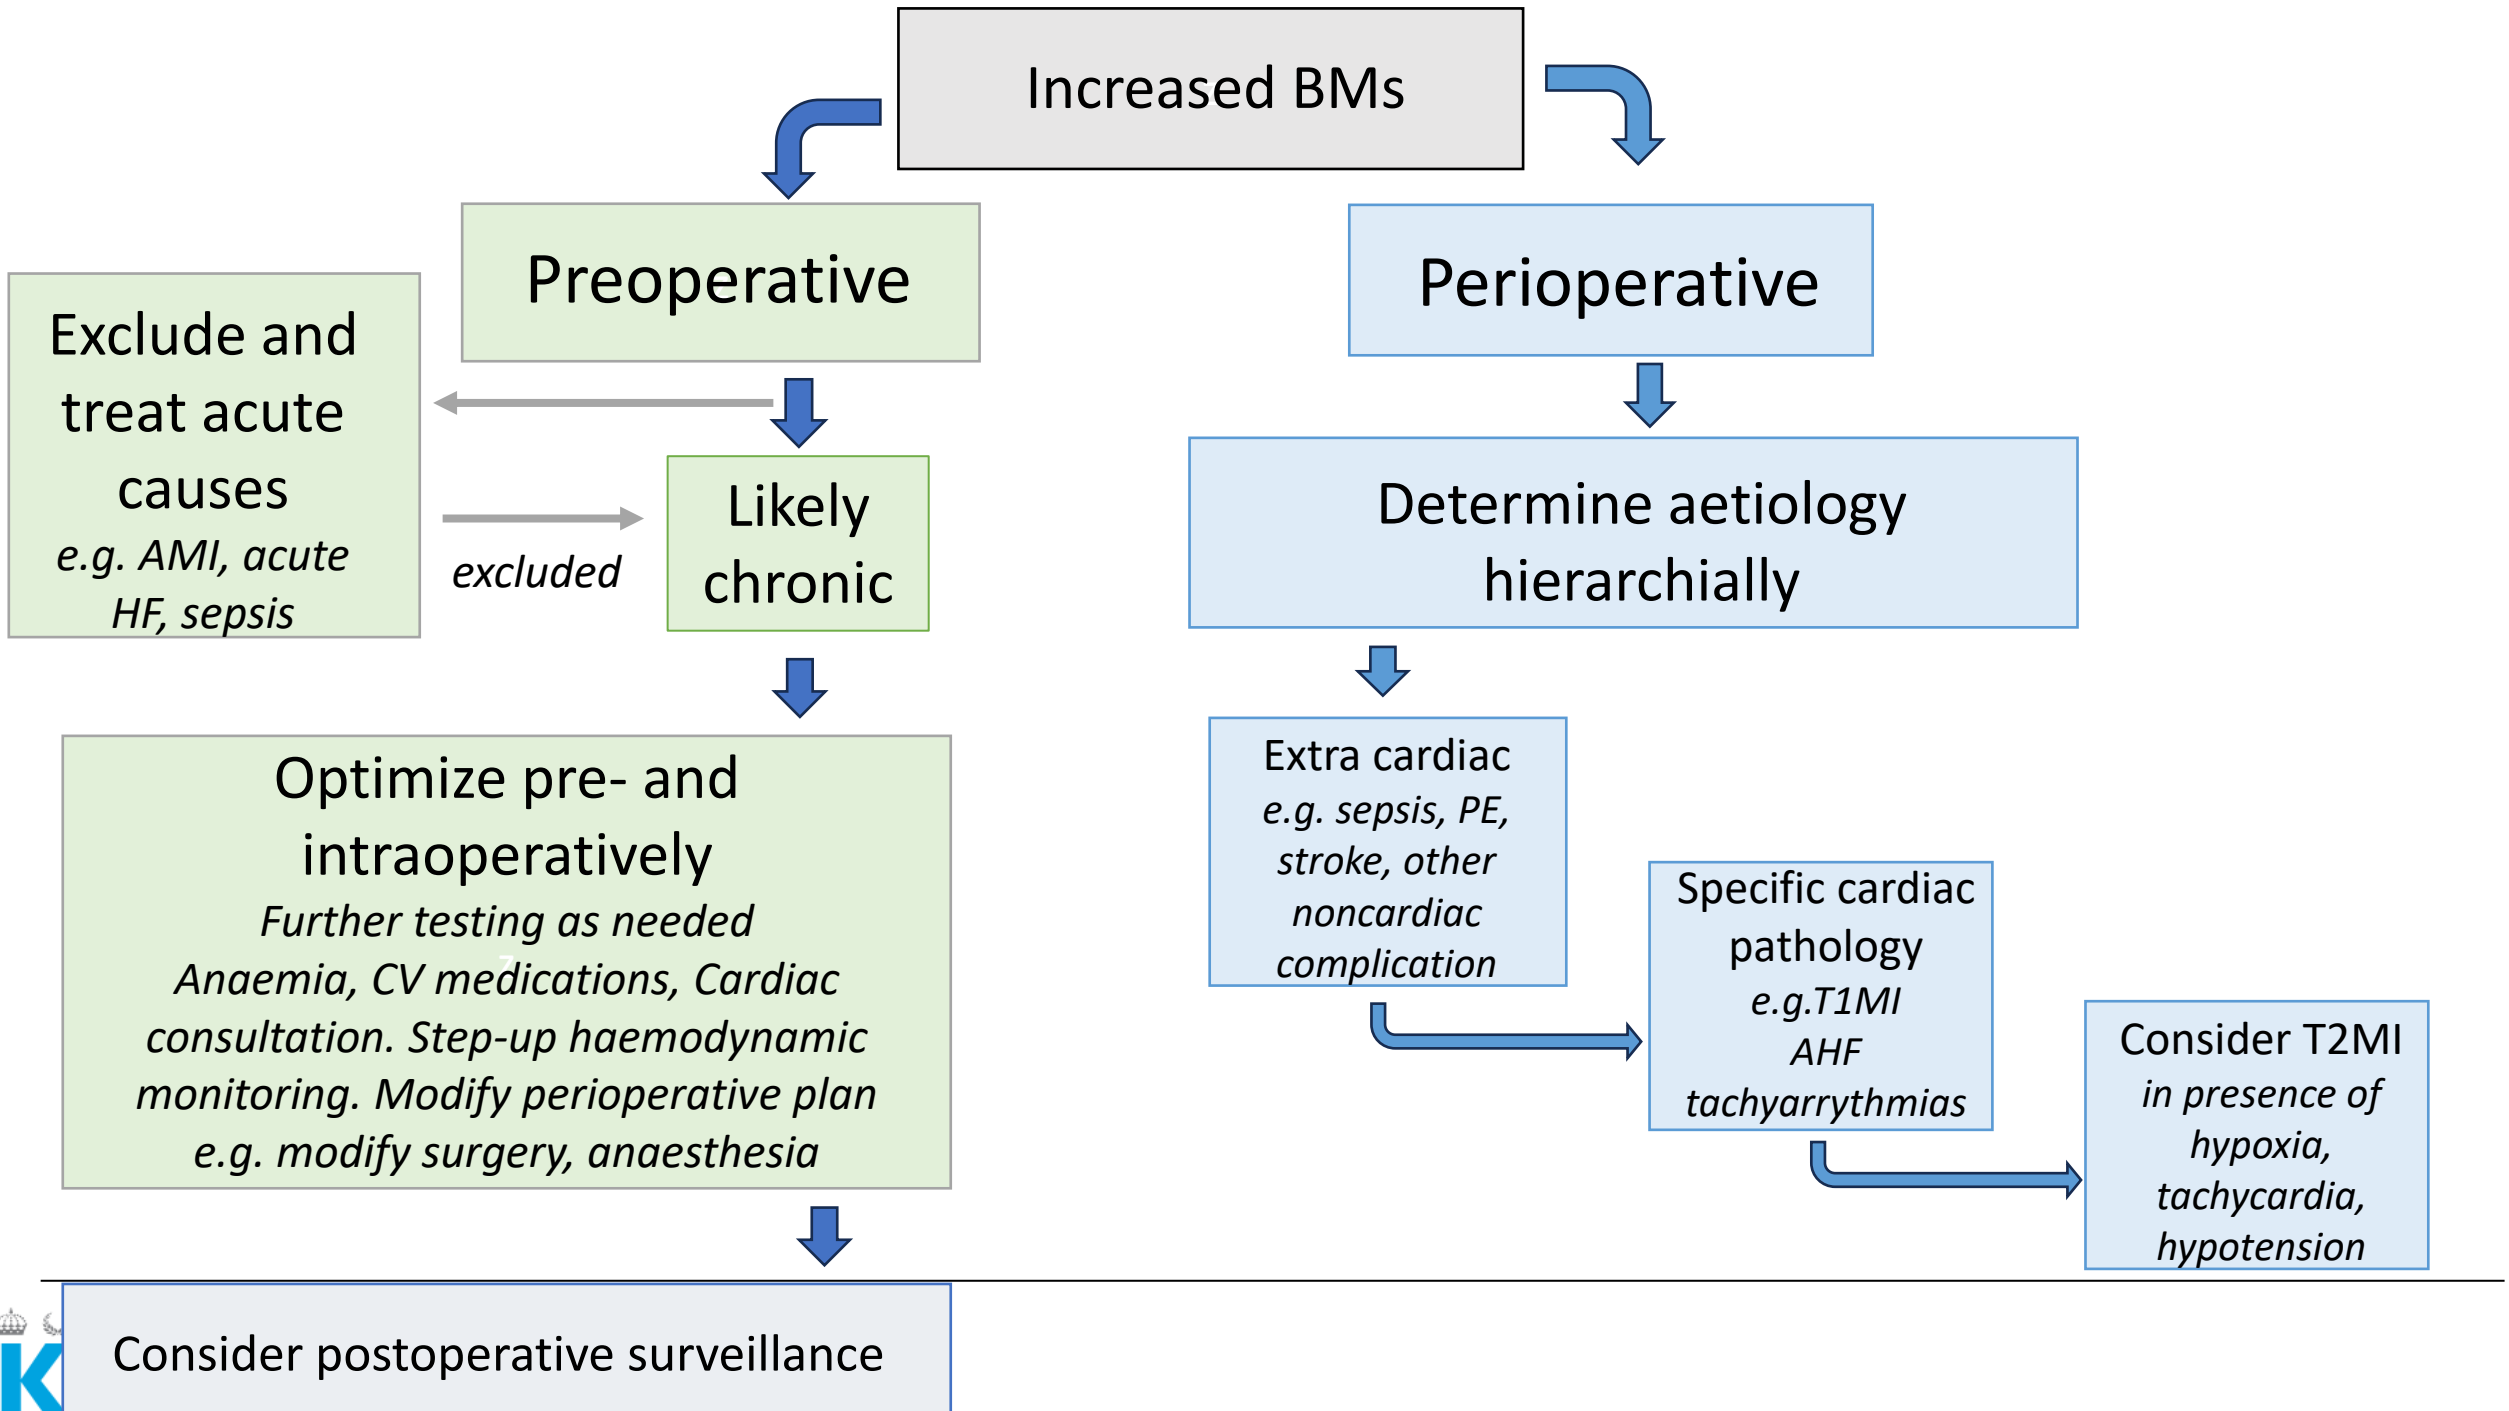 Increased BMs
Preoperative
Perioperative
Exclude and
treat acute
causes
e.g. AMI, acute
HF, sepsis
excluded
Likely
chronic
Determine aetiology
hierarchially
Optimize pre- and
intraoperatively
Further testing as needed
Anaemia, CV medications, Cardiac
consultation. Step-up haemodynamic
monitoring. Modify perioperative plan
e.g. modify surgery, anaesthesia
Extra cardiac
e.g. sepsis, PE,
stroke, other
noncardiac
complication
Specific cardiac
pathology
e.g.T1MI
AHF
tachyarrythmias
Consider T2MI
in presence of
hypoxia,
tachycardia,
hypotension
Consider postoperative surveillance
K